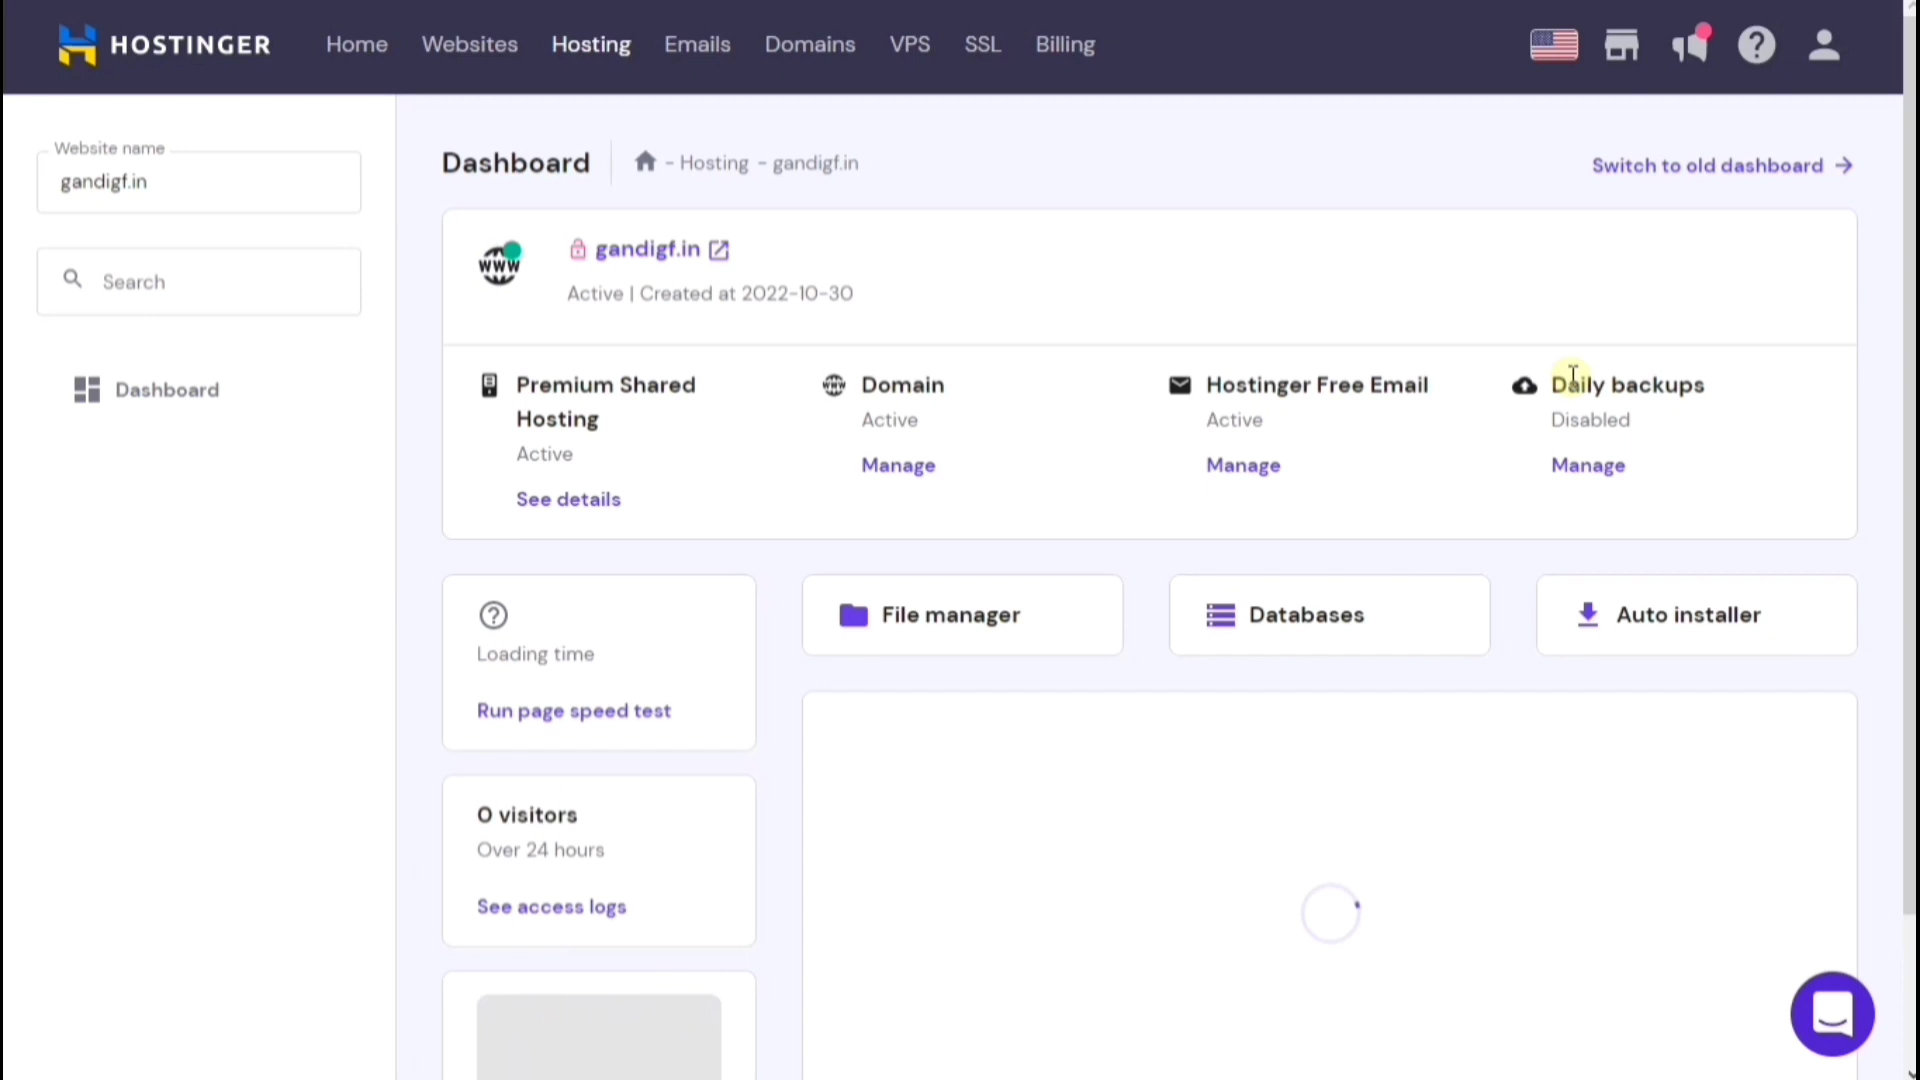 HOSTINGER Home Websites Hosting Emails Domains VPS SSL Billing
Website name
gandigf.in
Search
Dashboard
Dashboard - Hosting - gandigf.in
Switch to old dashboard
www
gandigf.in
Active | Created at 2022-10-30
Premium Shared
Hosting
Active
See details
Domain
Active
Manage
Hostinger Free Email
Active
Manage
Daily backups
Disabled
Manage
Loading time
Run page speed test
File manager
Databases
Auto installer
0 visitors
Over 24 hours
See access logs